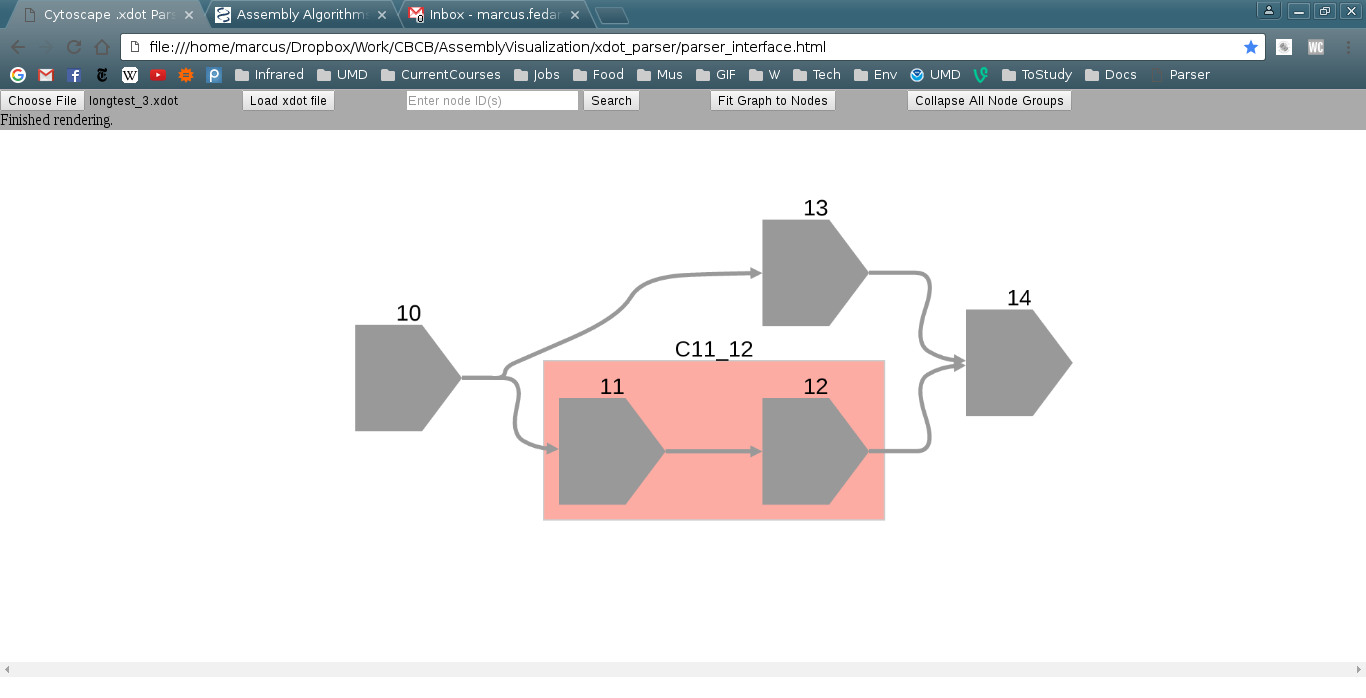 Cytoscape .xdot Pars
Assembly Algorithms
Inbox - marcus.fedar
file:///home/marcus/Dropbox/Work/CBCB/AssemblyVisualization/xdot_parser/parser_interface.html
WC
Infrared UMD CurrentCourses Jobs Food Mus GIF W Tech Env UMD ToStudy Docs Parser
Choose File longtest_3.xdot Load xdot file Enter node ID(s) Search Fit Graph to Nodes Collapse All Node Groups
Finished rendering.
13
14
10
C11_12
11
12